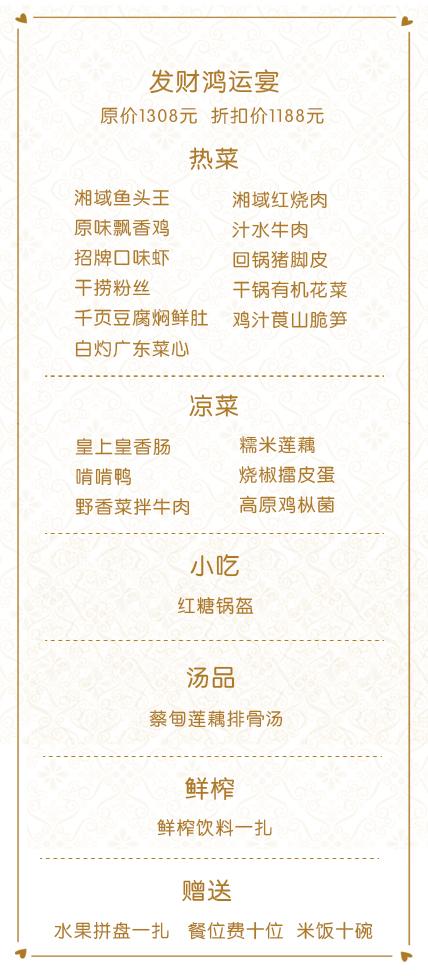 发财鸿运宴
原价1308元 折扣价1188元
热菜
湘域鱼头王 湘域红烧肉
原味飘香鸡 汁水牛肉
招牌口味虾 回锅猪脚皮
干捞粉丝 干锅有机花菜
千页豆腐焖鲜肚 鸡汁莨山脆笋
白灼广东菜心
凉菜
皇上皇香肠 糯米莲藕
啃啃鸭 烧椒擂皮蛋
野香菜拌牛肉 高原鸡枞菌
小吃
红糖锅盔
汤品
蔡甸莲藕排骨汤
鲜榨
鲜榨饮料一扎
赠送
水果拼盘一扎 餐位费十位 米饭十碗